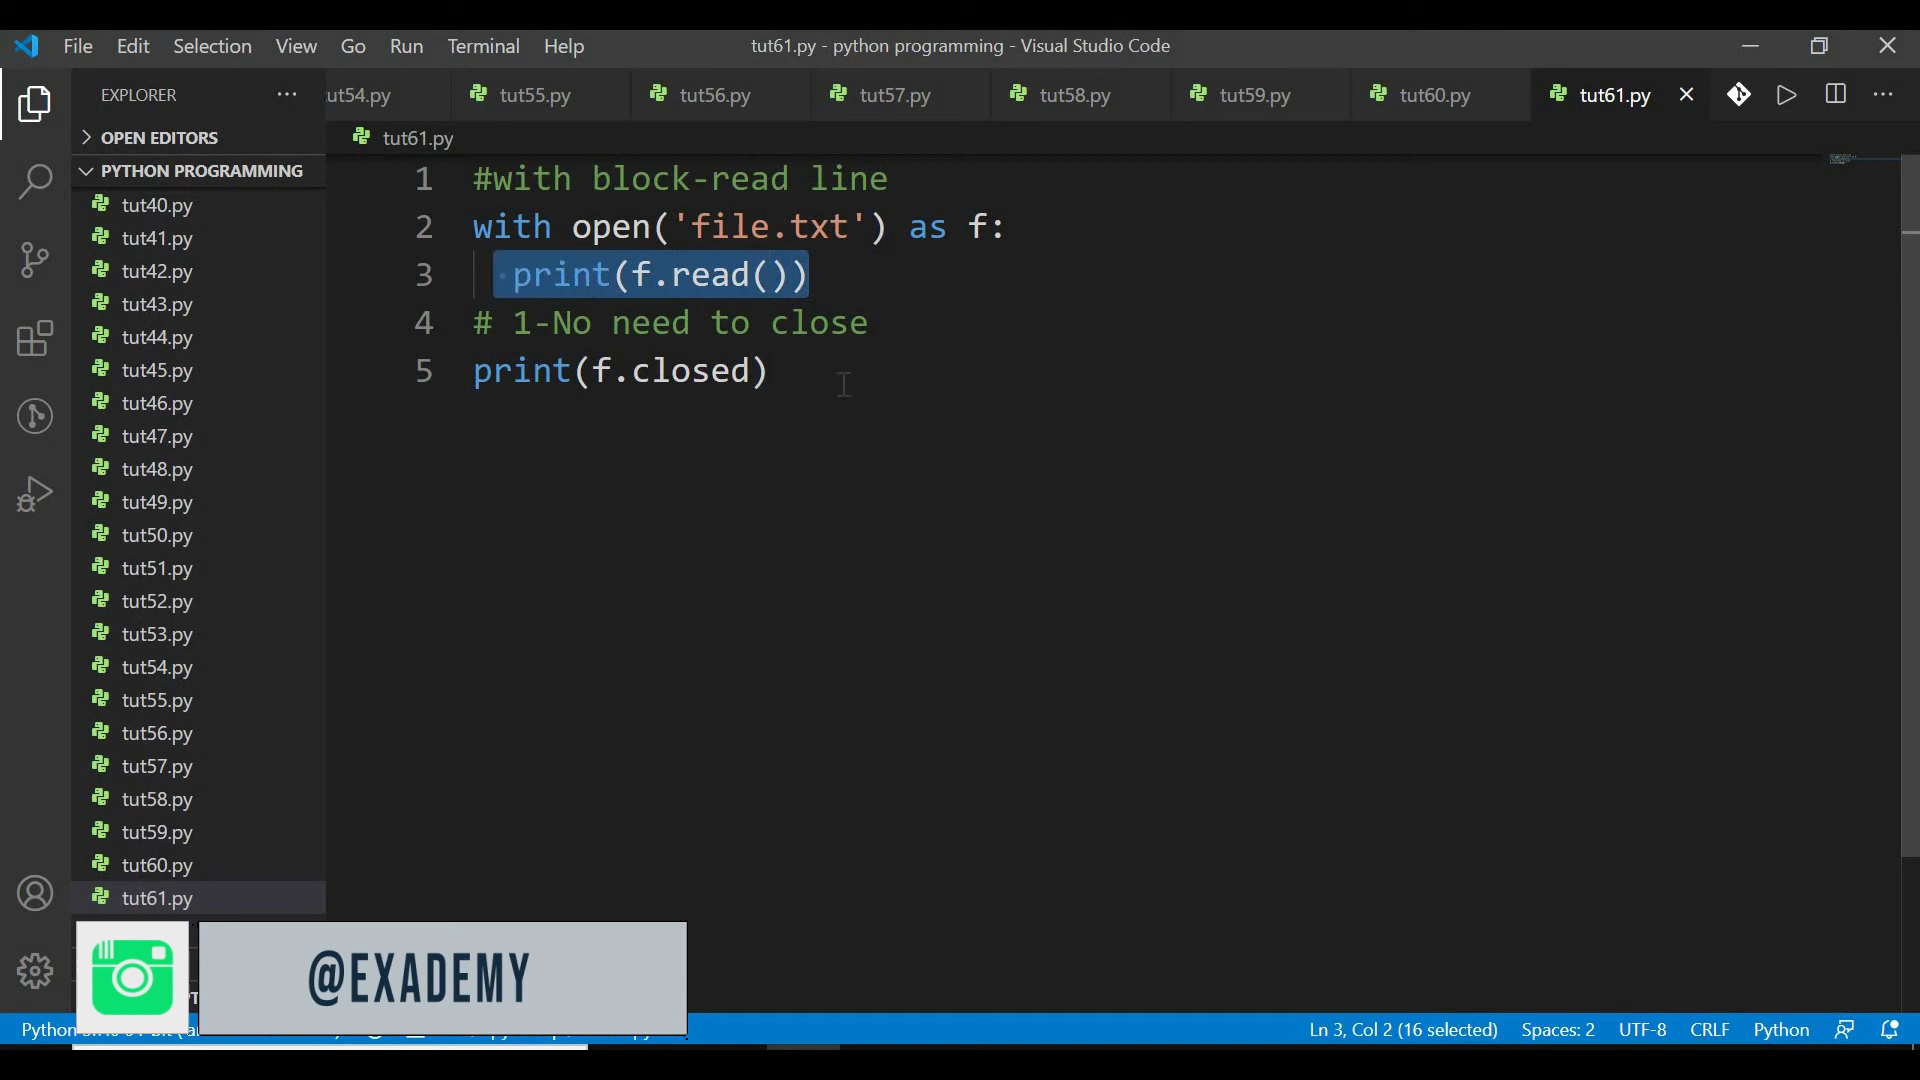 File Edit Selection View Go Run Terminal Help
tut61.py - python programming - Visual Studio Code
EXPLORER ···
ut54.py tut55.py tut56.py tut57.py tut58.py tut59.py tut60.py tut61.py
OPEN EDITORS
PYTHON PROGRAMMING
tut40.py
tut41.py
tut42.py
tut43.py
tut44.py
tut45.py
tut46.py
tut47.py
tut48.py
tut49.py
tut50.py
tut51.py
tut52.py
tut53.py
tut54.py
tut55.py
tut56.py
tut57.py
tut58.py
tut59.py
tut60.py
tut61.py
tut61.py
1 #with block-read line
2 with open('file.txt') as f:
3 print(f.read())
4 # 1-No need to close
5 print(f.closed)
@EXADEMY
Python
Ln 3, Col 2 (16 selected) Spaces: 2 UTF-8 CRLF Python